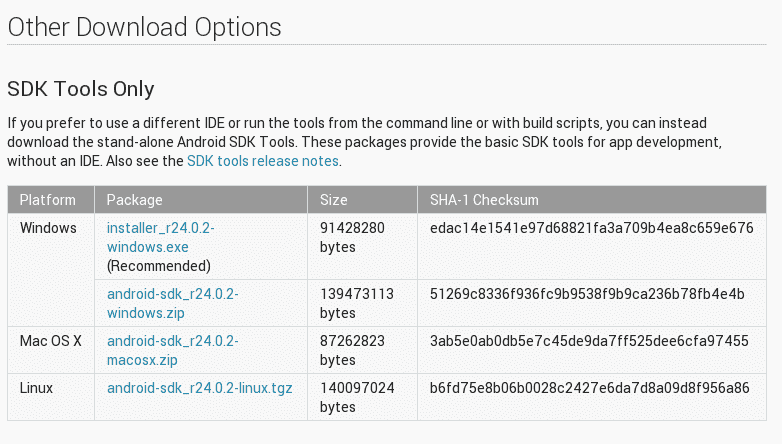 Other Download Options
SDK Tools Only
If you prefer to use a different IDE or run the tools from the command line or with build scripts, you can instead
download the stand-alone Android SDK Tools. These packages provide the basic SDK tools for app development,
without an IDE. Also see the SDK tools release notes.
Platform Package Size SHA-1 Checksum
Windows installer_r24.0.2- 91428280 edac14e1541e97d68821fa3a709b4ea8c659e676
windows.exe bytes
(Recommended)
android-sdk_r24.0.2- 139473113 51269c8336f936fc9b9538f9b9ca236b78fb4e4b
windows.zip bytes
Mac OS X android-sdk_r24.0.2- 87262823 3ab5e0ab0db5e7c45de9da7ff525dee6cfa97455
macosx.zip bytes
Linux android-sdk_r24.0.2-linux.tgz 140097024 b6fd75e8b06b0028c2427e6da7d8a09d8f956a86
bytes